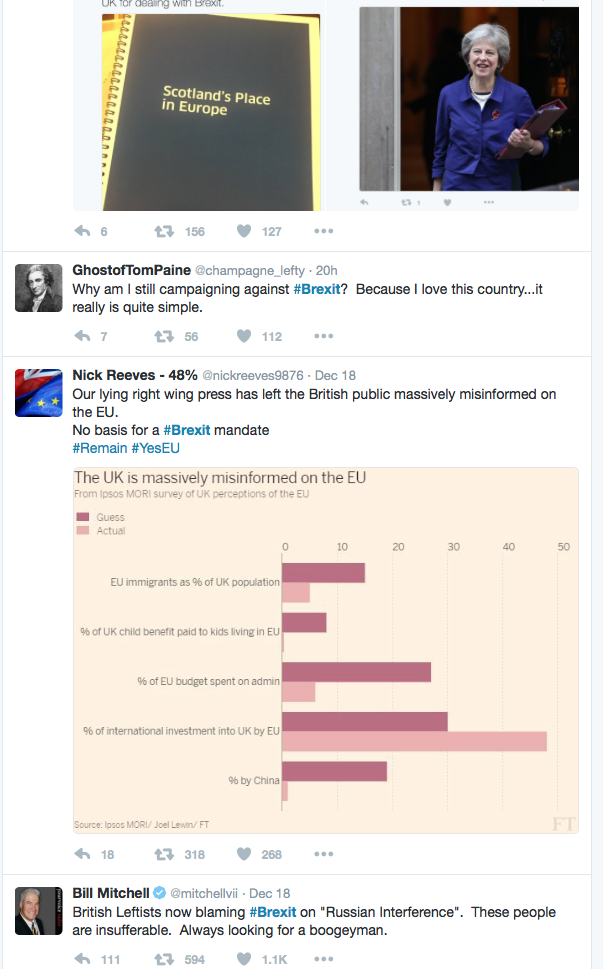 UK for dealing with Brexit.
Scotland's Place
in Europe
1
6 156 127
GhostofTomPaine @champagne_lefty · 20h
Why am I still campaigning against #Brexit? Because I love this country...it
really is quite simple.
7 56 112
Nick Reeves - 48% @nickreeves9876 · Dec 18
Our lying right wing press has left the British public massively misinformed on
the EU.
No basis for a #Brexit mandate
#Remain #YesEU
The UK is massively misinformed on the EU
From Ipsos MORI survey of UK perceptions of the EU
Guess
Actual
0 10 20 30 40 50
EU immigrants as % of UK population
% of UK child benefit paid to kids living in EU
% of EU budget spent on admin
% of international investment into UK by EU
% by China
Source: Ipsos MORI/ Joel Lewin/ FT
FT
18 318 268
Bill Mitchell @mitchellvii · Dec 18
British Leftists now blaming #Brexit on "Russian Interference". These people
are insufferable. Always looking for a boogeyman.
111 594 1.1K